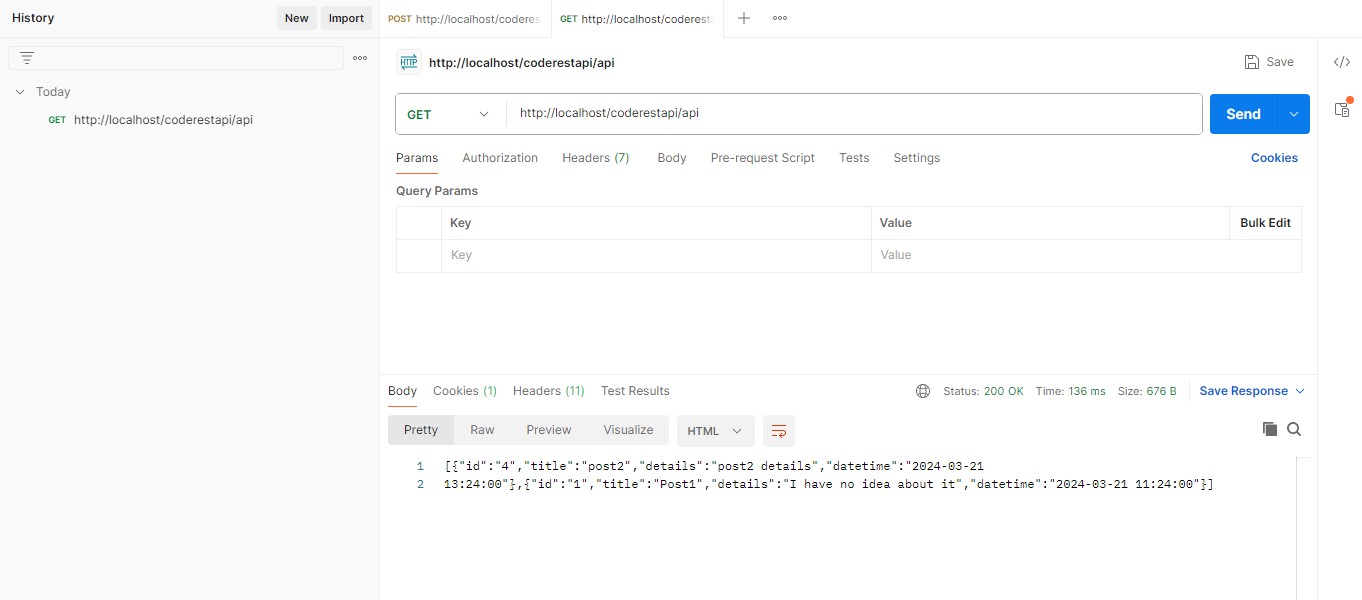 History
New
Import
POST http://localhost/coderes
GET http://localhost/coderest
Today
GET http://localhost/coderestapi/api
HTTP http://localhost/coderestapi/api
Save
GET http://localhost/coderestapi/api
Send
Params Authorization Headers (7) Body Pre-request Script Tests Settings Cookies
Query Params
Key Value Bulk Edit
Key Value
Body Cookies (1) Headers (11) Test Results Status: 200 OK Time: 136 ms Size: 676 B Save Response
Pretty Raw Preview Visualize HTML
1 [{"id":"4","title":"post2","details":"post2 details","datetime":"2024-03-21
2 13:24:00"},{"id":"1","title":"Post1","details":"I have no idea about it","datetime":"2024-03-21 11:24:00"}]